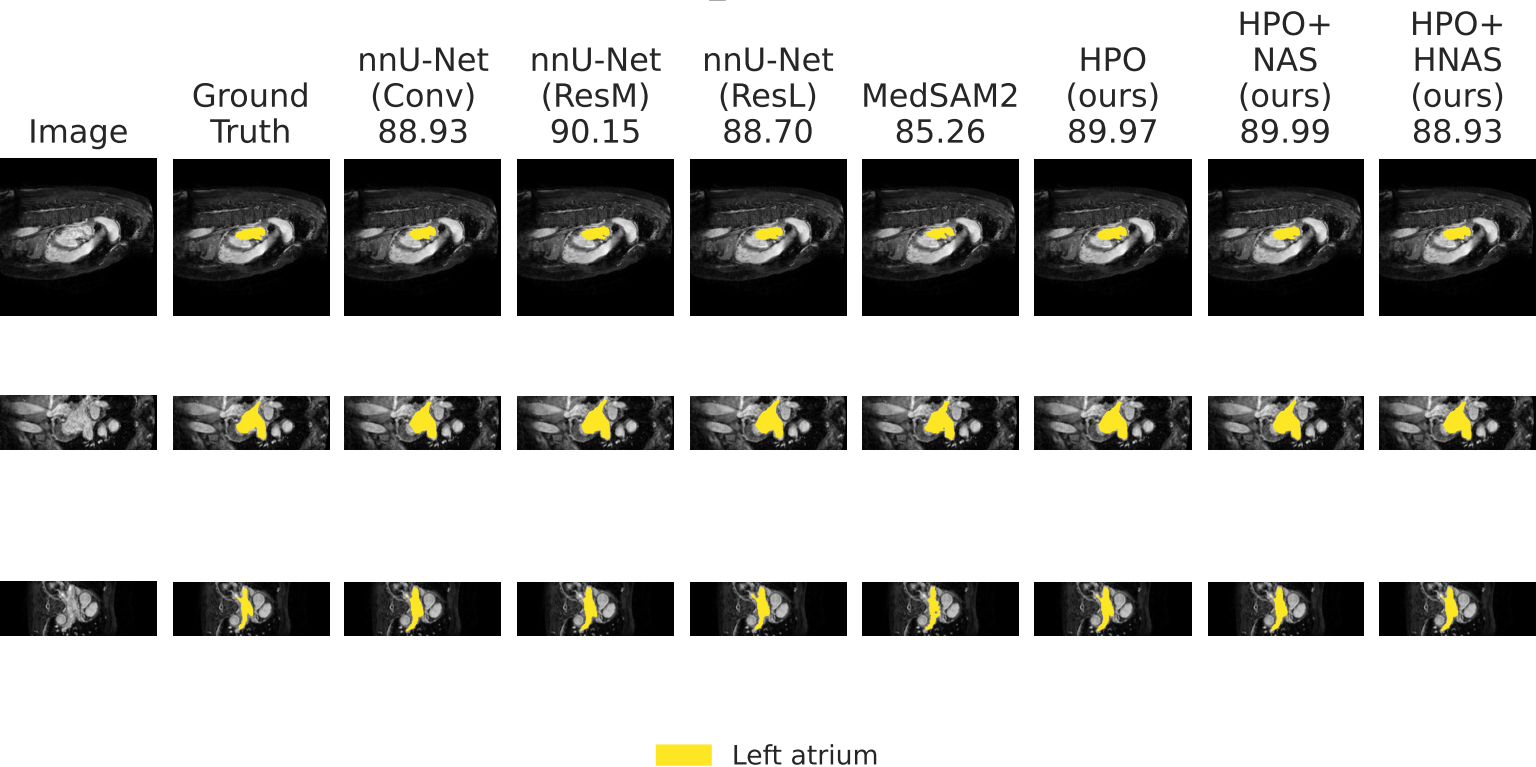 Image
Ground
Truth
nnU-Net
(Conv)
88.93
nnU-Net
(ResM)
90.15
nnU-Net
(ResL)
88.70
MedSAM2
85.26
HPO
(ours)
89.97
HPO+
NAS
(ours)
89.99
HPO+
HNAS
(ours)
88.93
Left atrium